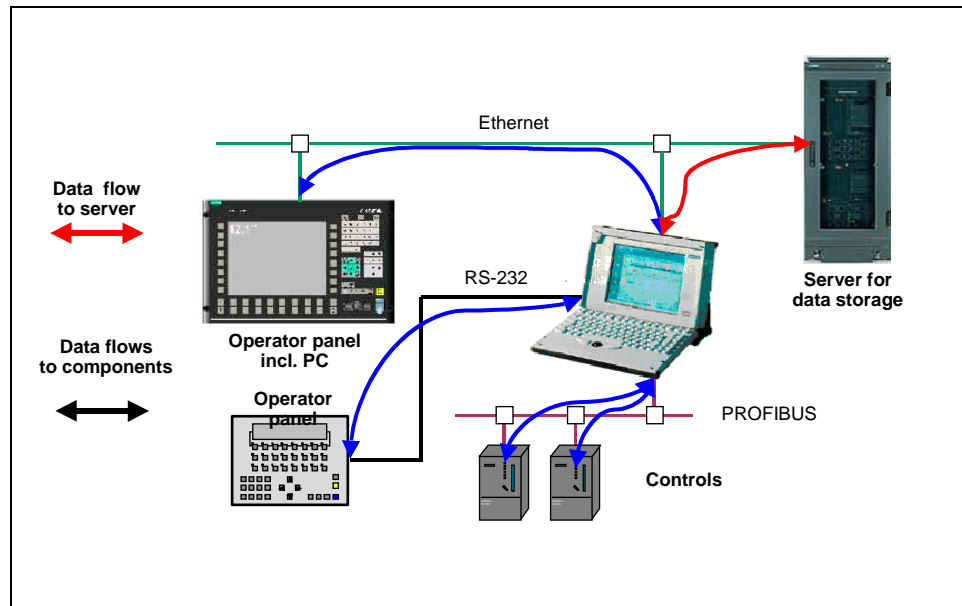 Ethernet
Data flow
to server
RS-232
Server for
data storage
Operator panel
incl. PC
Data flows
to components
Operator
panel
PROFIBUS
Controls